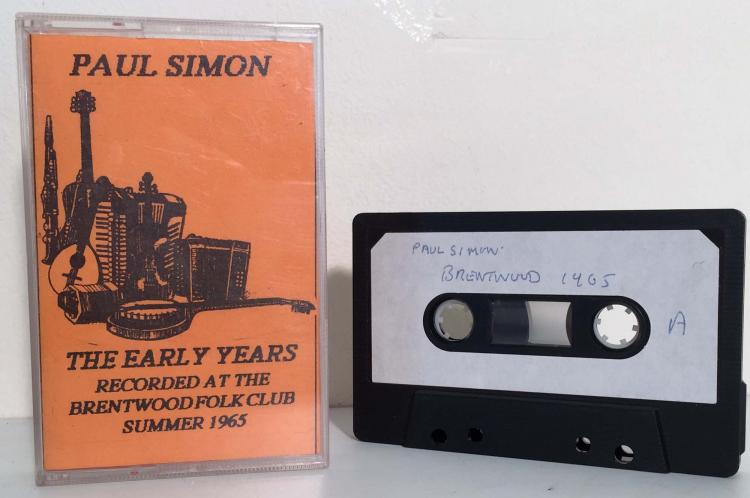 PAUL SIMON
THE EARLY YEARS
RECORDED AT THE
BRENTWOOD FOLK CLUB
SUMMER 1965
PAUL SIMON
BRENTWOOD 1965
A